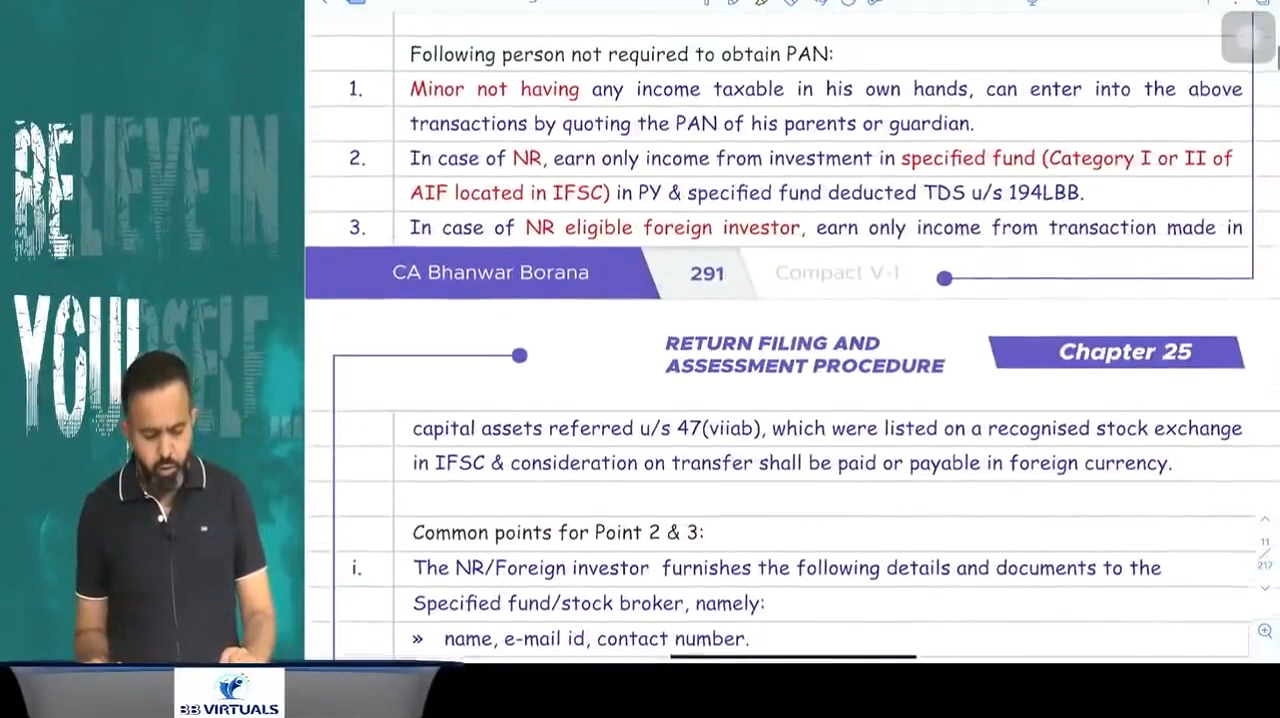 BELIEVE IN
YOURSELF
Following person not required to obtain PAN:
1. Minor not having any income taxable in his own hands, can enter into the above
transactions by quoting the PAN of his parents or guardian.
2. In case of NR, earn only income from investment in specified fund (Category I or II of
AIF located in IFSC) in PY & specified fund deducted TDS u/s 194LBB.
3. In case of NR eligible foreign investor, earn only income from transaction made in
CA Bhanwar Borana 291 Compact V-1
RETURN FILING AND
ASSESSMENT PROCEDURE
Chapter 25
capital assets referred u/s 47(viiab), which were listed on a recognised stock exchange
in IFSC & consideration on transfer shall be paid or payable in foreign currency.
Common points for Point 2 & 3:
i. The NR/Foreign investor furnishes the following details and documents to the
Specified fund/stock broker, namely:
» name, e-mail id, contact number.
11
217
BB VIRTUALS